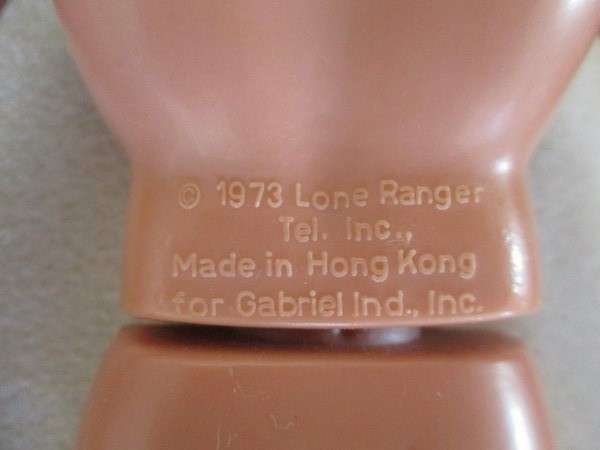 © 1973 Lone Ranger
Tel. Inc.,
Made in Hong Kong
for Gabriel Ind., Inc.